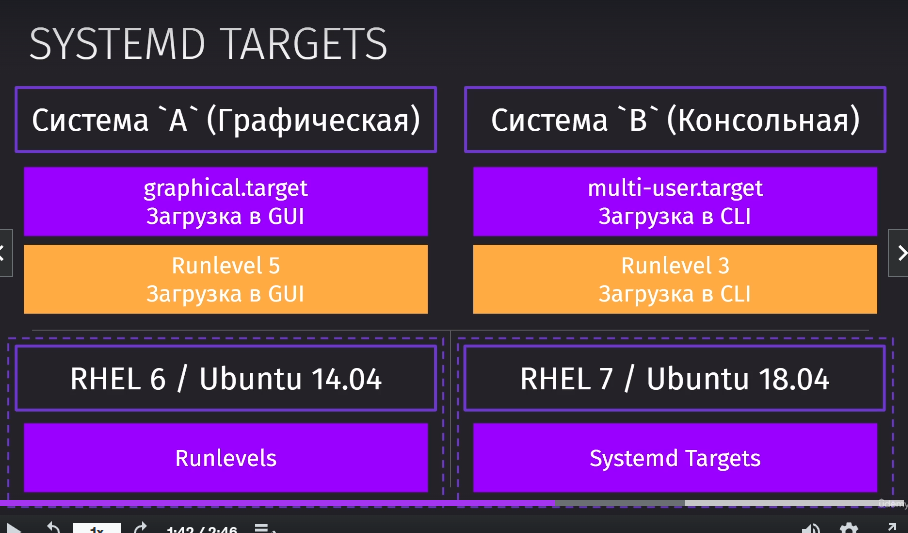 SYSTEMD TARGETS
Система `A` (Графическая)
Система `B` (Консольная)
graphical.target
Загрузка в GUI
multi-user.target
Загрузка в CLI
Runlevel 5
Загрузка в GUI
Runlevel 3
Загрузка в CLI
RHEL 6 / Ubuntu 14.04
RHEL 7 / Ubuntu 18.04
Runlevels
Systemd Targets
1x
1:42 / 2:46